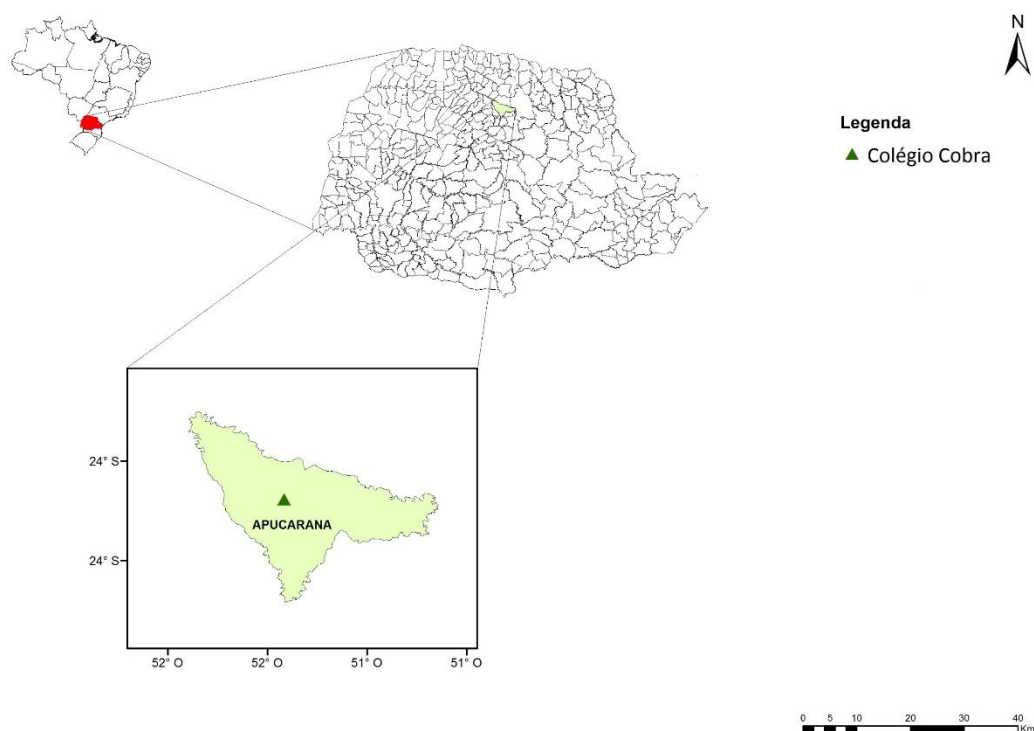 N
Legenda
Colégio Cobra
24° S
APUCARANA
24° S
52° O
52° O
51° O
51° O
0 5 10 20 30 40
Km